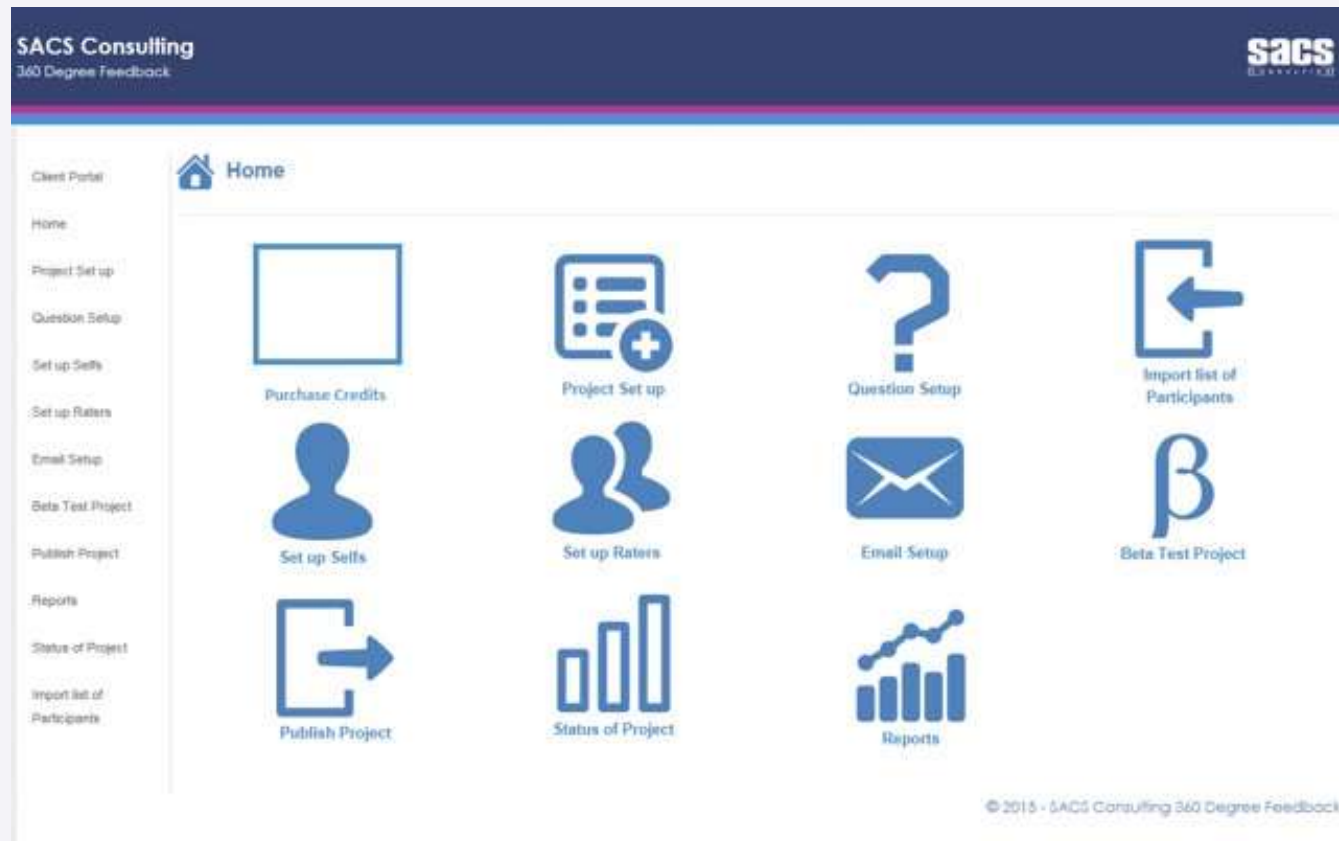 SACS Consulting
360 Degree Feedback
sacs
CONSULTING
Client Portal
Home
Project Set up
Question Setup
Set up Selfs
Set up Raters
Email Setup
Beta Test Project
Publish Project
Reports
Status of Project
Import list of
Participants
Home
Purchase Credits
Project Set up
Question Setup
Import list of
Participants
Set up Selfs
Set up Raters
Email Setup
β
Beta Test Project
Publish Project
Status of Project
Reports
© 2015 - SACS Consulting 360 Degree Feedback